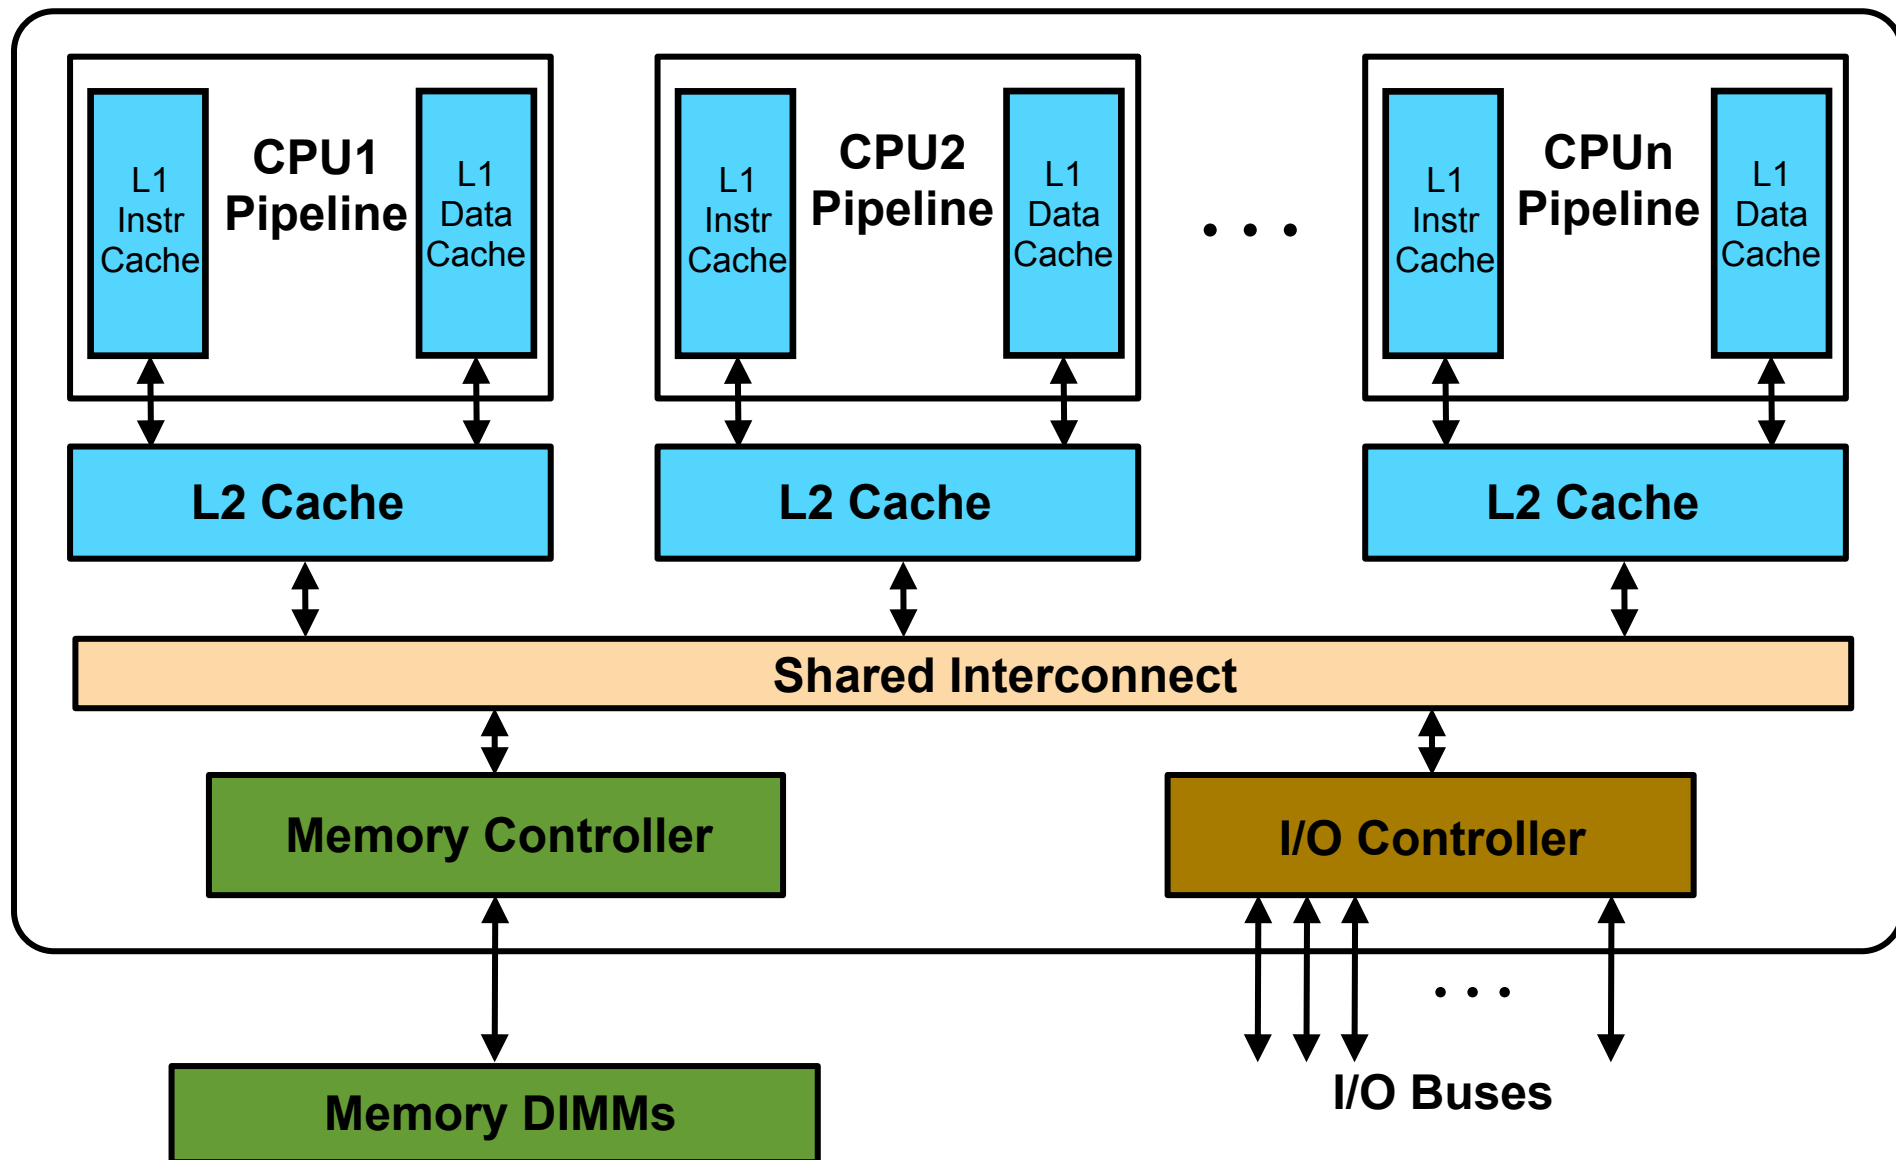 L1
Instr
Cache
CPU1
Pipeline
L1
Data
Cache
L1
Instr
Cache
CPU2
Pipeline
L1
Data
Cache
. . .
L1
Instr
Cache
CPUn
Pipeline
L1
Data
Cache
L2 Cache
L2 Cache
L2 Cache
Shared Interconnect
Memory Controller
I/O Controller
. . .
I/O Buses
Memory DIMMs